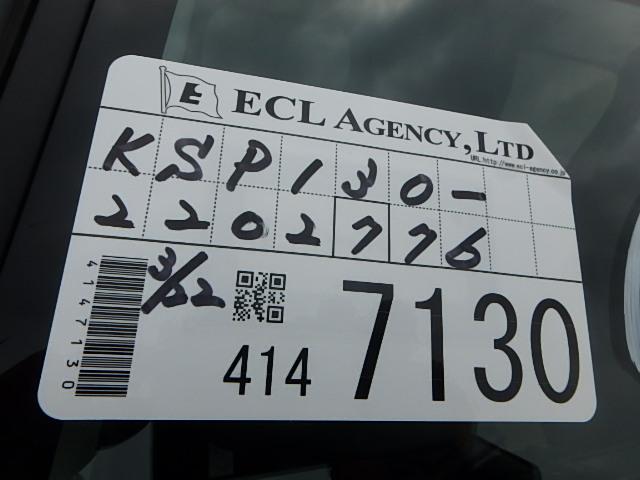 E ECL AGENCY, LTD
URL http://www.ecl-agency.co.jp
KSP130-
2202776
3/22
414 7130
4147130